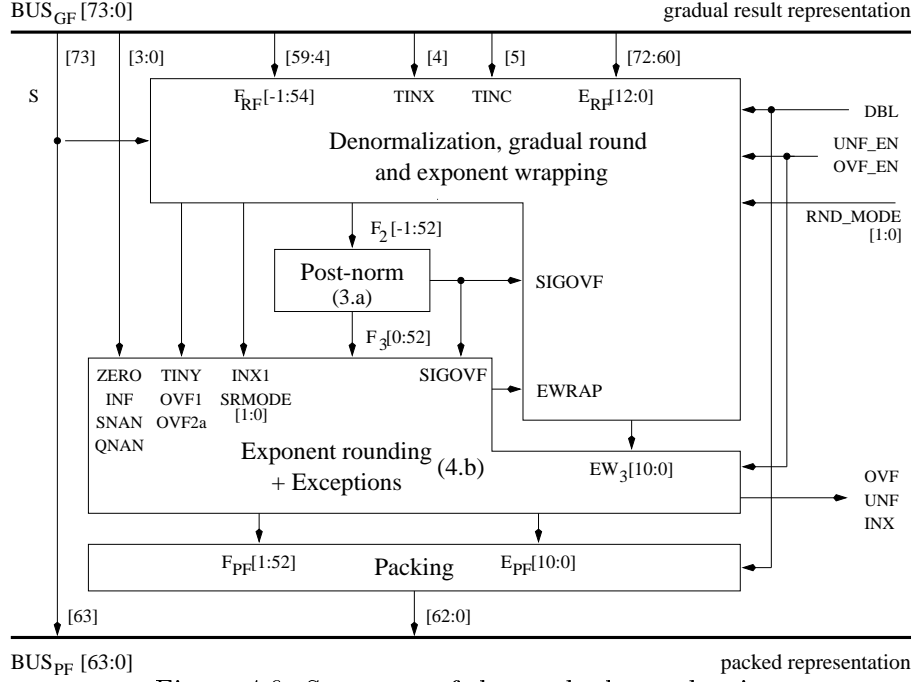 BUS_GF [73:0] gradual result representation
[73] [3:0] [59:4] [4] [5] [72:60]
S F_RF[-1:54] TINX TINC E_RF[12:0]
DBL
Denormalization, gradual round
and exponent wrapping
UNF_EN
OVF_EN
RND_MODE
[1:0]
F_2[-1:52]
Post-norm
(3.a)
SIGOVF
F_3[0:52]
ZERO TINY INX1 SIGOVF
INF OVF1 SRMODE EWRAP
SNAN OVF2a [1:0]
QNAN
Exponent rounding
+ Exceptions
(4.b)
EW_3[10:0]
OVF
UNF
INX
F_PF[1:52] Packing E_PF[10:0]
[63] [62:0]
BUS_PF [63:0] packed representation